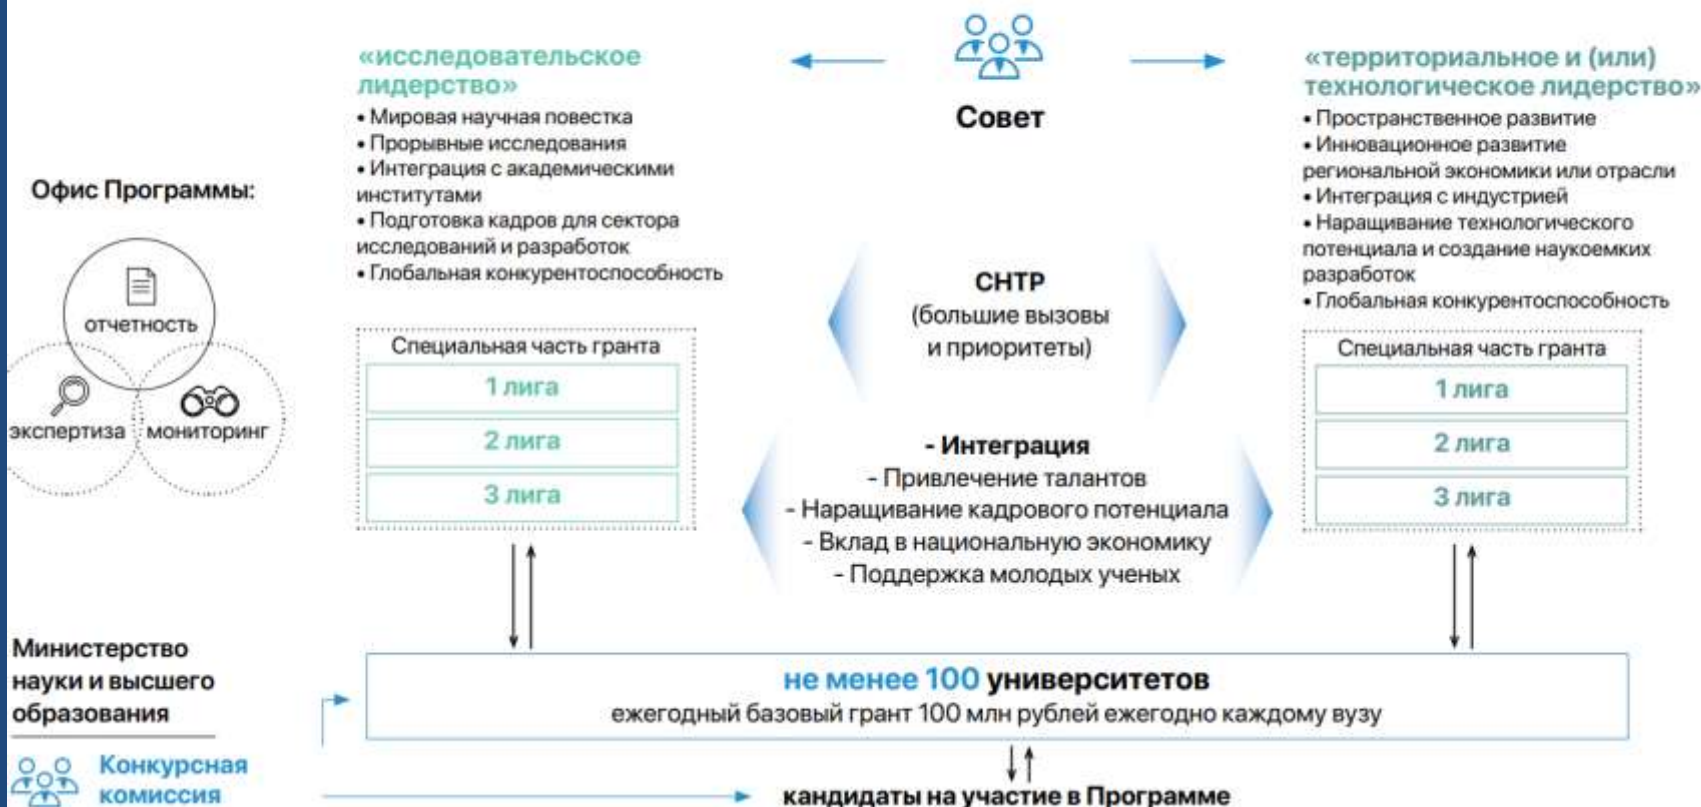 «исследовательское
лидерство»
• Мировая научная повестка
• Прорывные исследования
• Интеграция с академическими
институтами
• Подготовка кадров для сектора
исследований и разработок
• Глобальная конкурентоспособность
Совет
«территориальное и (или)
технологическое лидерство»
• Пространственное развитие
• Инновационное развитие
региональной экономики или отрасли
• Интеграция с индустрией
• Наращивание технологического
потенциала и создание наукоемких
разработок
• Глобальная конкурентоспособность
Офис Программы:
отчетность
экспертиза
мониторинг
СНТР
(большие вызовы
и приоритеты)
Специальная часть гранта
1 лига
2 лига
3 лига
- Интеграция
- Привлечение талантов
- Наращивание кадрового потенциала
- Вклад в национальную экономику
- Поддержка молодых ученых
Специальная часть гранта
1 лига
2 лига
3 лига
Министерство
науки и высшего
образования
Конкурсная
комиссия
не менее 100 университетов
ежегодный базовый грант 100 млн рублей ежегодно каждому вузу
кандидаты на участие в Программе